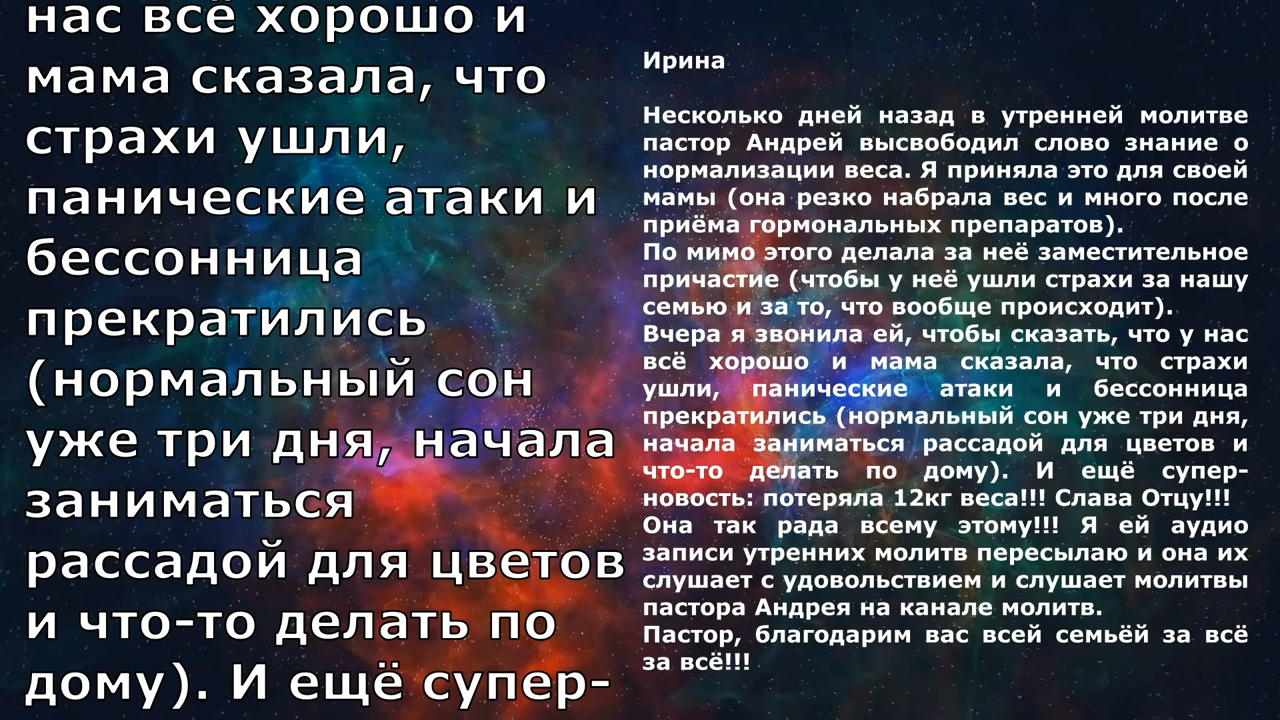 нас всё хорошо и
мама сказала, что
страхи ушли,
панические атаки и
бессонница
прекратились
(нормальный сон
уже три дня, начала
заниматься
рассадой для цветов
и что-то делать по
дому). И ещё супер-
Ирина
Несколько дней назад в утренней молитве
пастор Андрей высвободил слово знание о
нормализации веса. Я приняла это для своей
мамы (она резко набрала вес и много после
приёма гормональных препаратов).
По мимо этого делала за неё заместительное
причастие (чтобы у неё ушли страхи за нашу
семью и за то, что вообще происходит).
Вчера я звонила ей, чтобы сказать, что у нас
всё хорошо и мама сказала, что страхи
ушли, панические атаки и бессонница
прекратились (нормальный сон уже три дня,
начала заниматься рассадой для цветов и
что-то делать по дому). И ещё супер-
новость: потеряла 12кг веса!!! Слава Отцу!!!
Она так рада всему этому!!! Я ей аудио
записи утренних молитв пересылаю и она их
слушает с удовольствием и слушает молитвы
пастора Андрея на канале молитв.
Пастор, благодарим вас всей семьёй за всё
за всё!!!